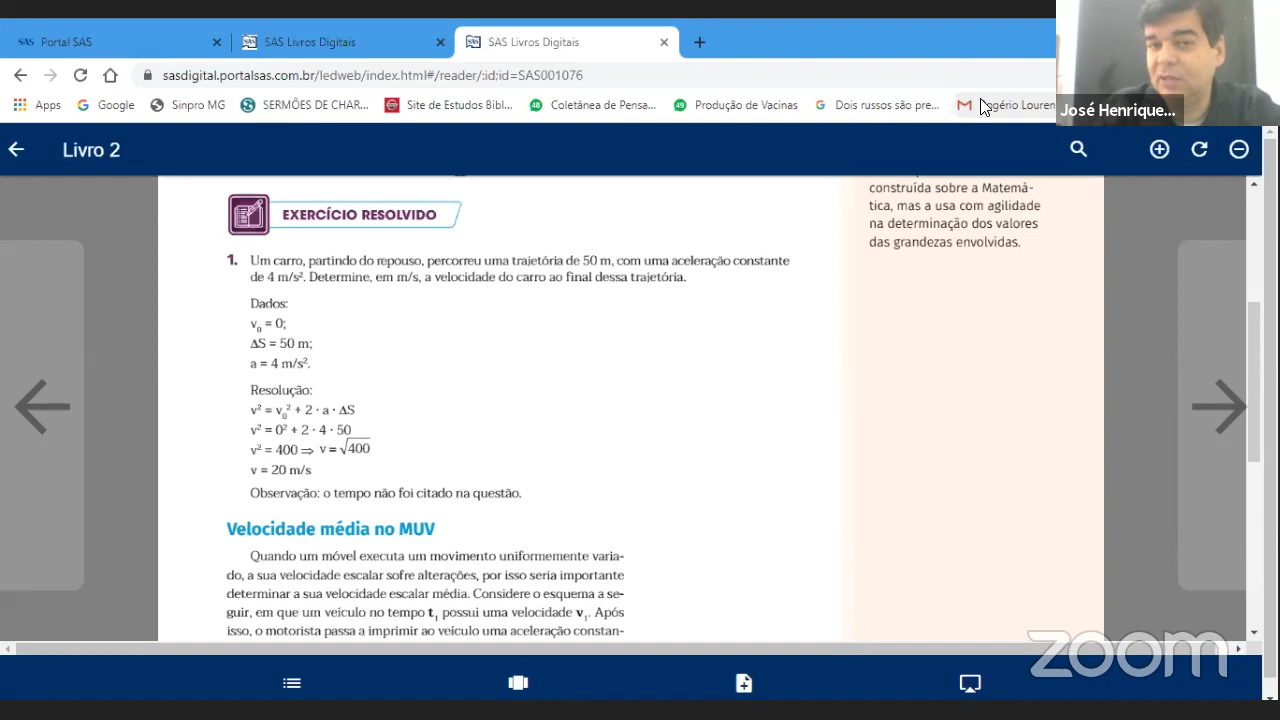 SAS Portal SAS
SAS Livros Digitais
SAS Livros Digitais
sasdigital.portalsas.com.br/ledweb/index.html#/reader/:id:id=SAS001076
Apps
Google
Sinpro MG
SERMÕES DE CHAR...
Site de Estudos Bíbl...
48 Coletânea de Pensa...
49 Produção de Vacinas
Dois russos são pre...
ogério Louren
José Henrique...
Livro 2
construída sobre a Matemá-
tica, mas a usa com agilidade
na determinação dos valores
das grandezas envolvidas.
EXERCÍCIO RESOLVIDO
1. Um carro, partindo do repouso, percorreu uma trajetória de 50 m, com uma aceleração constante
de 4 m/s². Determine, em m/s, a velocidade do carro ao final dessa trajetória.
Dados:
v₀ = 0;
ΔS = 50 m;
a = 4 m/s².
Resolução:
v² = v₀² + 2 · a · ΔS
v² = 0² + 2 · 4 · 50
v² = 400 ⇒ v = √400
v = 20 m/s
Observação: o tempo não foi citado na questão.
Velocidade média no MUV
Quando um móvel executa um movimento uniformemente varia-
do, a sua velocidade escalar sofre alterações, por isso seria importante
determinar a sua velocidade escalar média. Considere o esquema a se-
guir, em que um veículo no tempo t₁ possui uma velocidade v₁. Após
isso, o motorista passa a imprimir ao veículo uma aceleração constan-
zoom